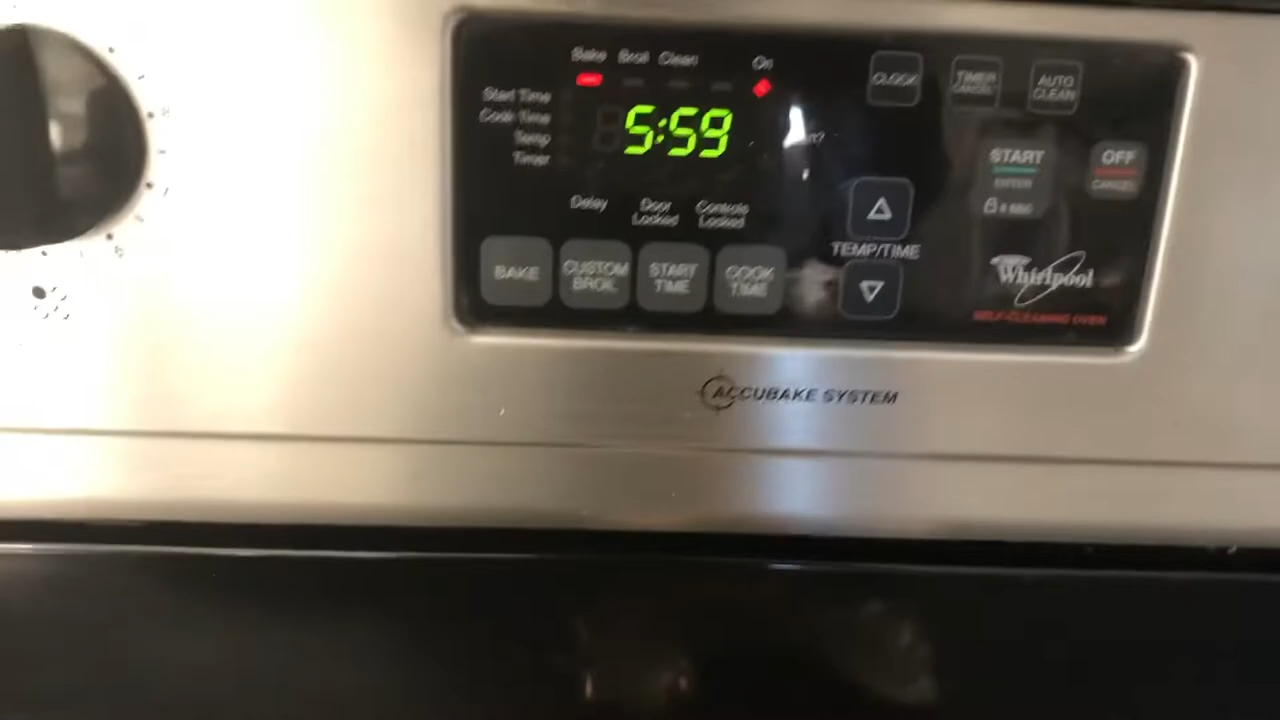 Bake Broil Clean On
Start Time
Cook Time
Temp
Timer
5:59
CLOCK
TIMER
CANCEL
AUTO
CLEAN
START
ENTER
OFF
CANCEL
Delay
Door
Locked
Controls
Locked
TEMP/TIME
BAKE
CUSTOM
BROIL
START
TIME
COOK
TIME
Whirlpool
SELF-CLEANING OVEN
ACCUBAKE SYSTEM